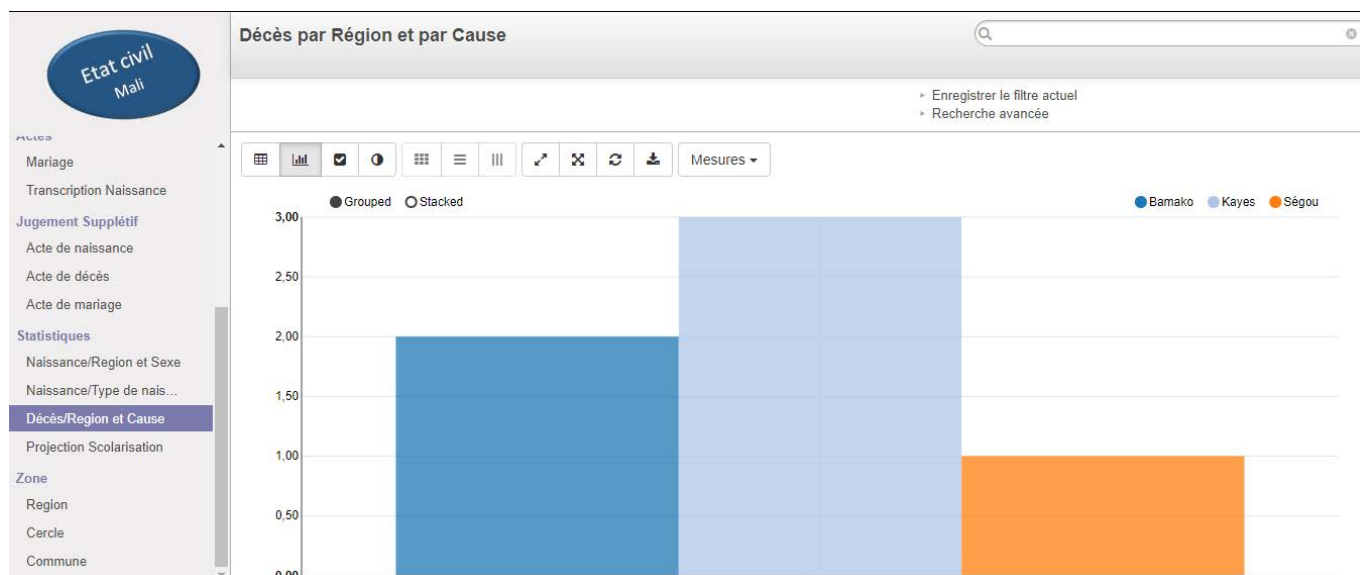 Etat civil
Mali
Actes
Mariage
Transcription Naissance
Jugement Supplétif
Acte de naissance
Acte de décès
Acte de mariage
Statistiques
Naissance/Region et Sexe
Naissance/Type de nais...
Décès/Region et Cause
Projection Scolarisation
Zone
Region
Cercle
Commune
Décès par Région et par Cause
Enregistrer le filtre actuel
Recherche avancée
Mesures
Grouped Stacked
Bamako Kayes Ségou
3,00
2,50
2,00
1,50
1,00
0,50
0,00